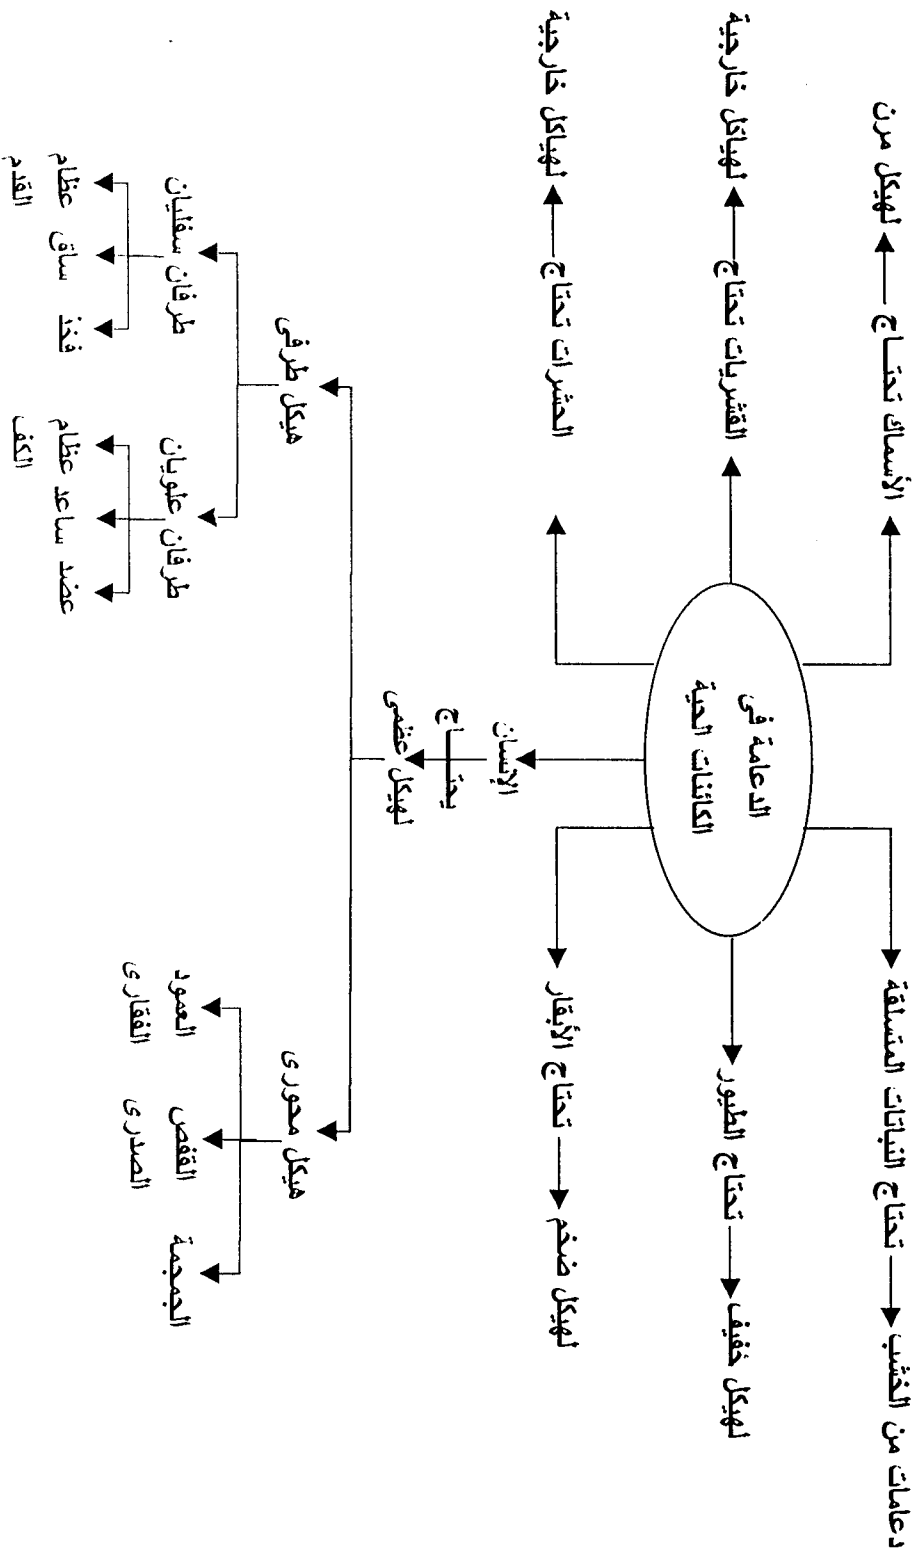 دعامات من الخشب
تحتاج النباتات المتسلقة
الأسماك تحتاج
لهيكل مرن
الدعامة فى
الكائنات الحية
لهيكل خفيف
تحتاج الطيور
القشريات تحتاج
لهياكل خارجية
لهيكل ضخم
تحتاج الأبقار
الحشرات تحتاج
لهياكل خارجية
الإنسان
يحتاج
لهيكل عظمى
هيكل محورى
هيكل طرفى
الجمجمة
القفص
الصدرى
العمود
الفقارى
طرفان علويان
طرفان سفليان
عضد ساعد عظام
الكف
فخذ ساق عظام
القدم